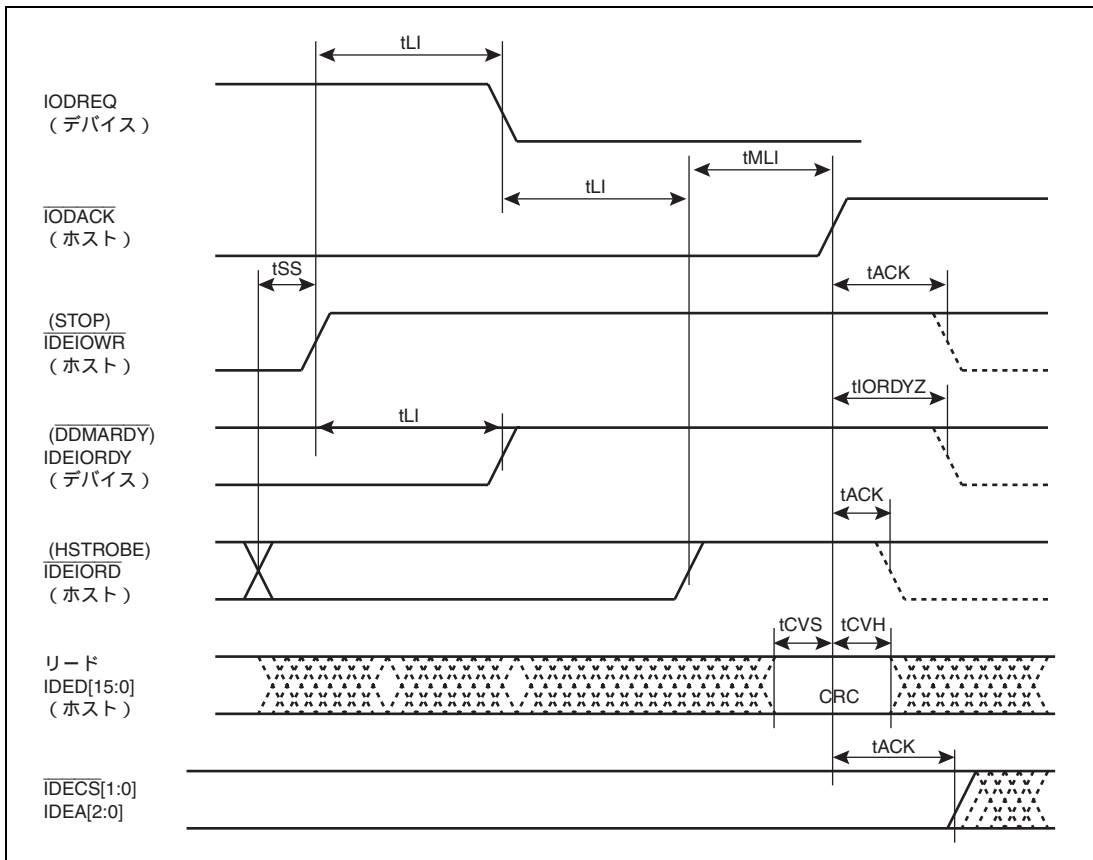 tLI
IODREQ
（デバイス）
tMLI
tLI
IODACK
（ホスト）
tSS
tACK
(STOP)
IDEIOWR
（ホスト）
tIORDYZ
tLI
(DDMARDY)
IDEIORDY
（デバイス）
tACK
(HSTROBE)
IDEIORD
（ホスト）
tCVS tCVH
リード
IDED[15:0]
（ホスト）
CRC
tACK
IDECS[1:0]
IDEA[2:0]